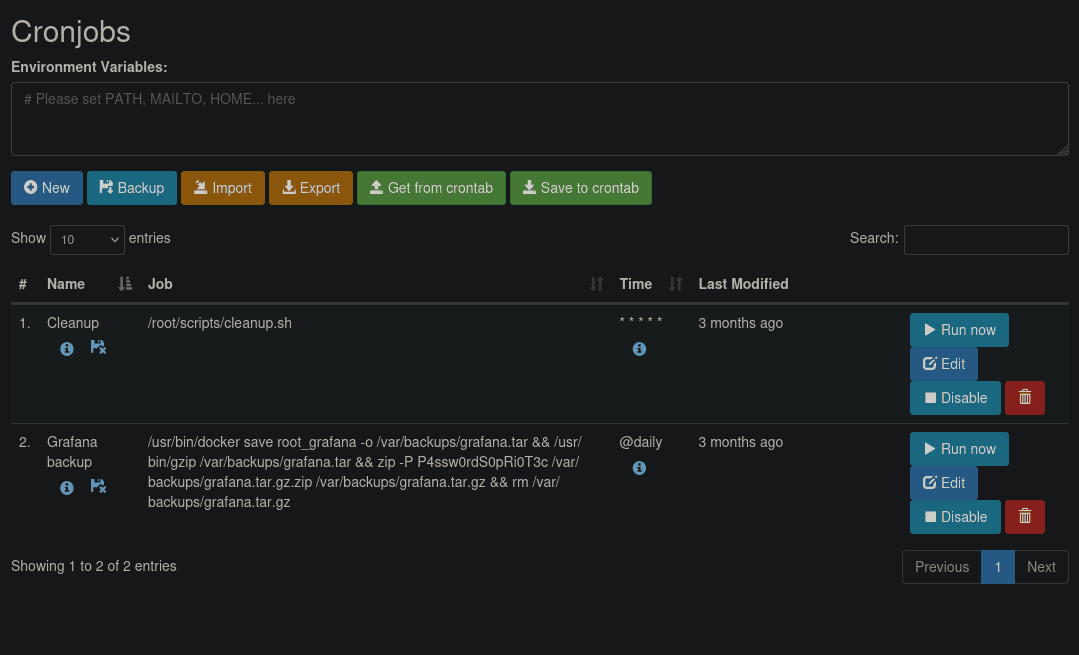 Cronjobs
Environment Variables:
# Please set PATH, MAILTO, HOME... here
New Backup Import Export Get from crontab Save to crontab
Show 10 entries Search:
# Name Job Time Last Modified
1. Cleanup /root/scripts/cleanup.sh * * * * * 3 months ago Run now
Edit
Disable
2. Grafana /usr/bin/docker save root_grafana -o /var/backups/grafana.tar && /usr/ @daily 3 months ago Run now
backup bin/gzip /var/backups/grafana.tar && zip -P P4ssw0rdS0pRi0T3c /var/
backups/grafana.tar.gz.zip /var/backups/grafana.tar.gz && rm /var/ Edit
backups/grafana.tar.gz
Disable
Showing 1 to 2 of 2 entries Previous 1 Next